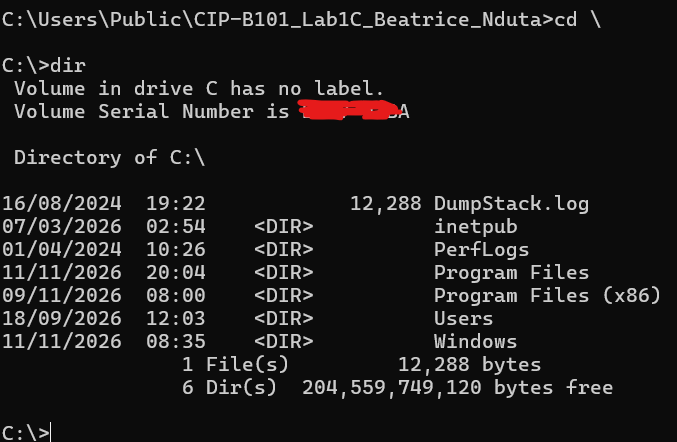 C:\Users\Public\CIP-B101_Lab1C_Beatrice_Nduta>cd \
C:\>dir
Volume in drive C has no label.
Volume Serial Number is
Directory of C:\
16/08/2024  19:22            12,288 DumpStack.log
07/03/2026  02:54    <DIR>          inetpub
01/04/2024  10:26    <DIR>          PerfLogs
11/11/2026  20:04    <DIR>          Program Files
09/11/2026  08:00    <DIR>          Program Files (x86)
18/09/2026  12:03    <DIR>          Users
11/11/2026  08:35    <DIR>          Windows
1 File(s)         12,288 bytes
6 Dir(s)  204,559,749,120 bytes free
C:\>